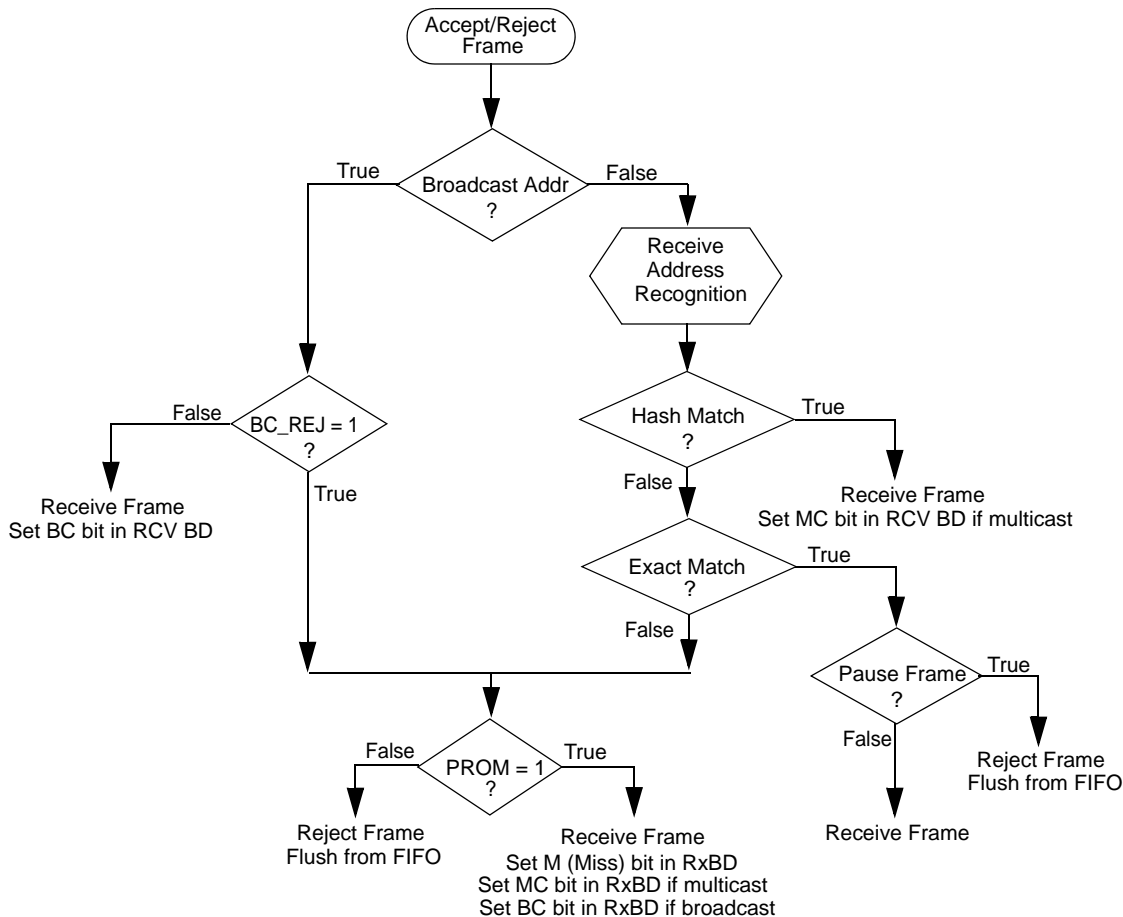 Accept/Reject
Frame
True
False
Broadcast Addr
?
Receive
Address
Recognition
False
BC_REJ = 1
?
True
Hash Match
?
True
False
Receive Frame
Set BC bit in RCV BD
Receive Frame
Set MC bit in RCV BD if multicast
Exact Match
?
True
False
Pause Frame
?
True
False
False
PROM = 1
?
True
Reject Frame
Flush from FIFO
Receive Frame
Reject Frame
Flush from FIFO
Receive Frame
Set M (Miss) bit in RxBD
Set MC bit in RxBD if multicast
Set BC bit in RxBD if broadcast